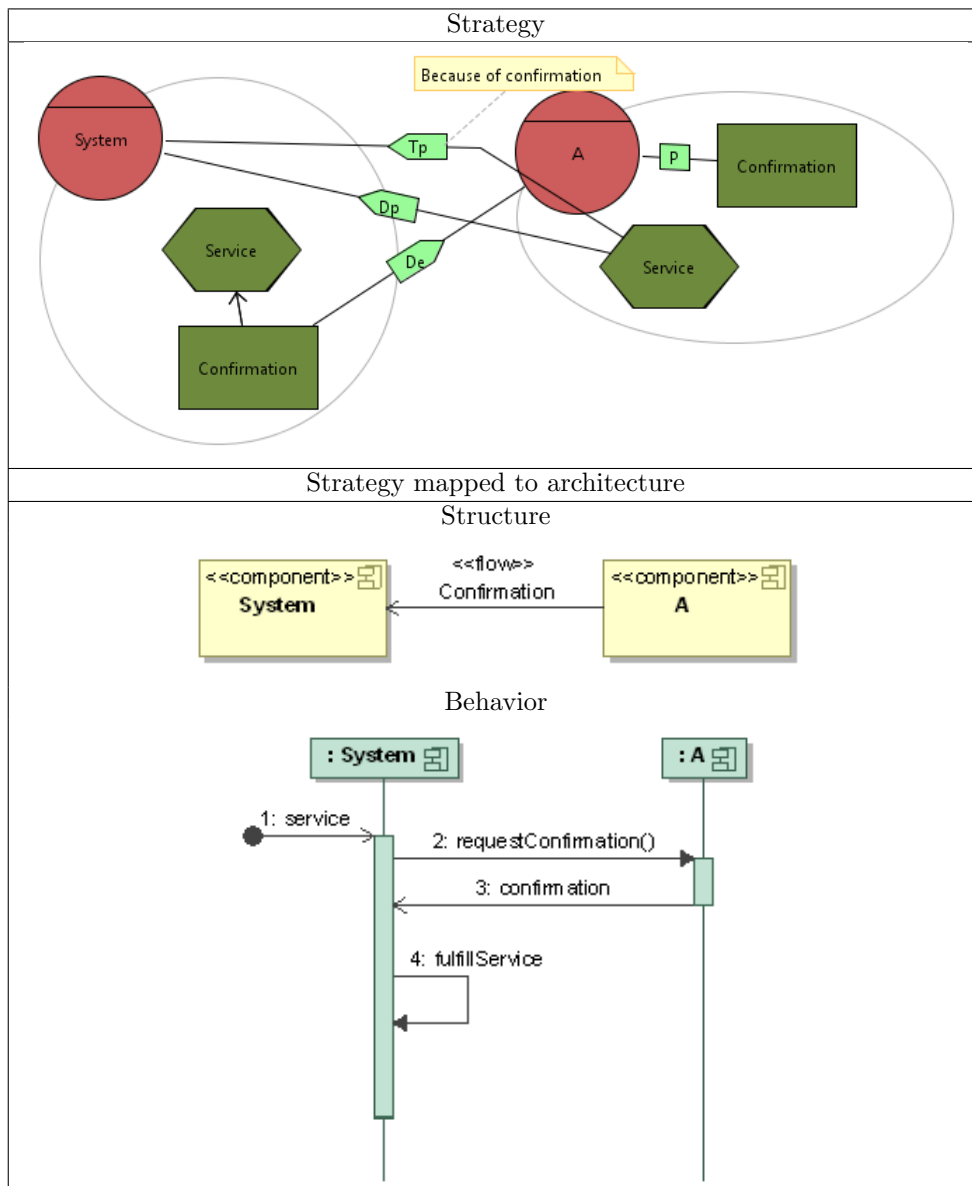 Strategy
Because of confirmation
System
Tp
A
P
Confirmation
Dp
Service
De
Service
Confirmation
Strategy mapped to architecture
Structure
<<component>>
System
<<flow>>
Confirmation
<<component>>
A
Behavior
: System
: A
1: service
2: requestConfirmation()
3: confirmation
4: fulfillService